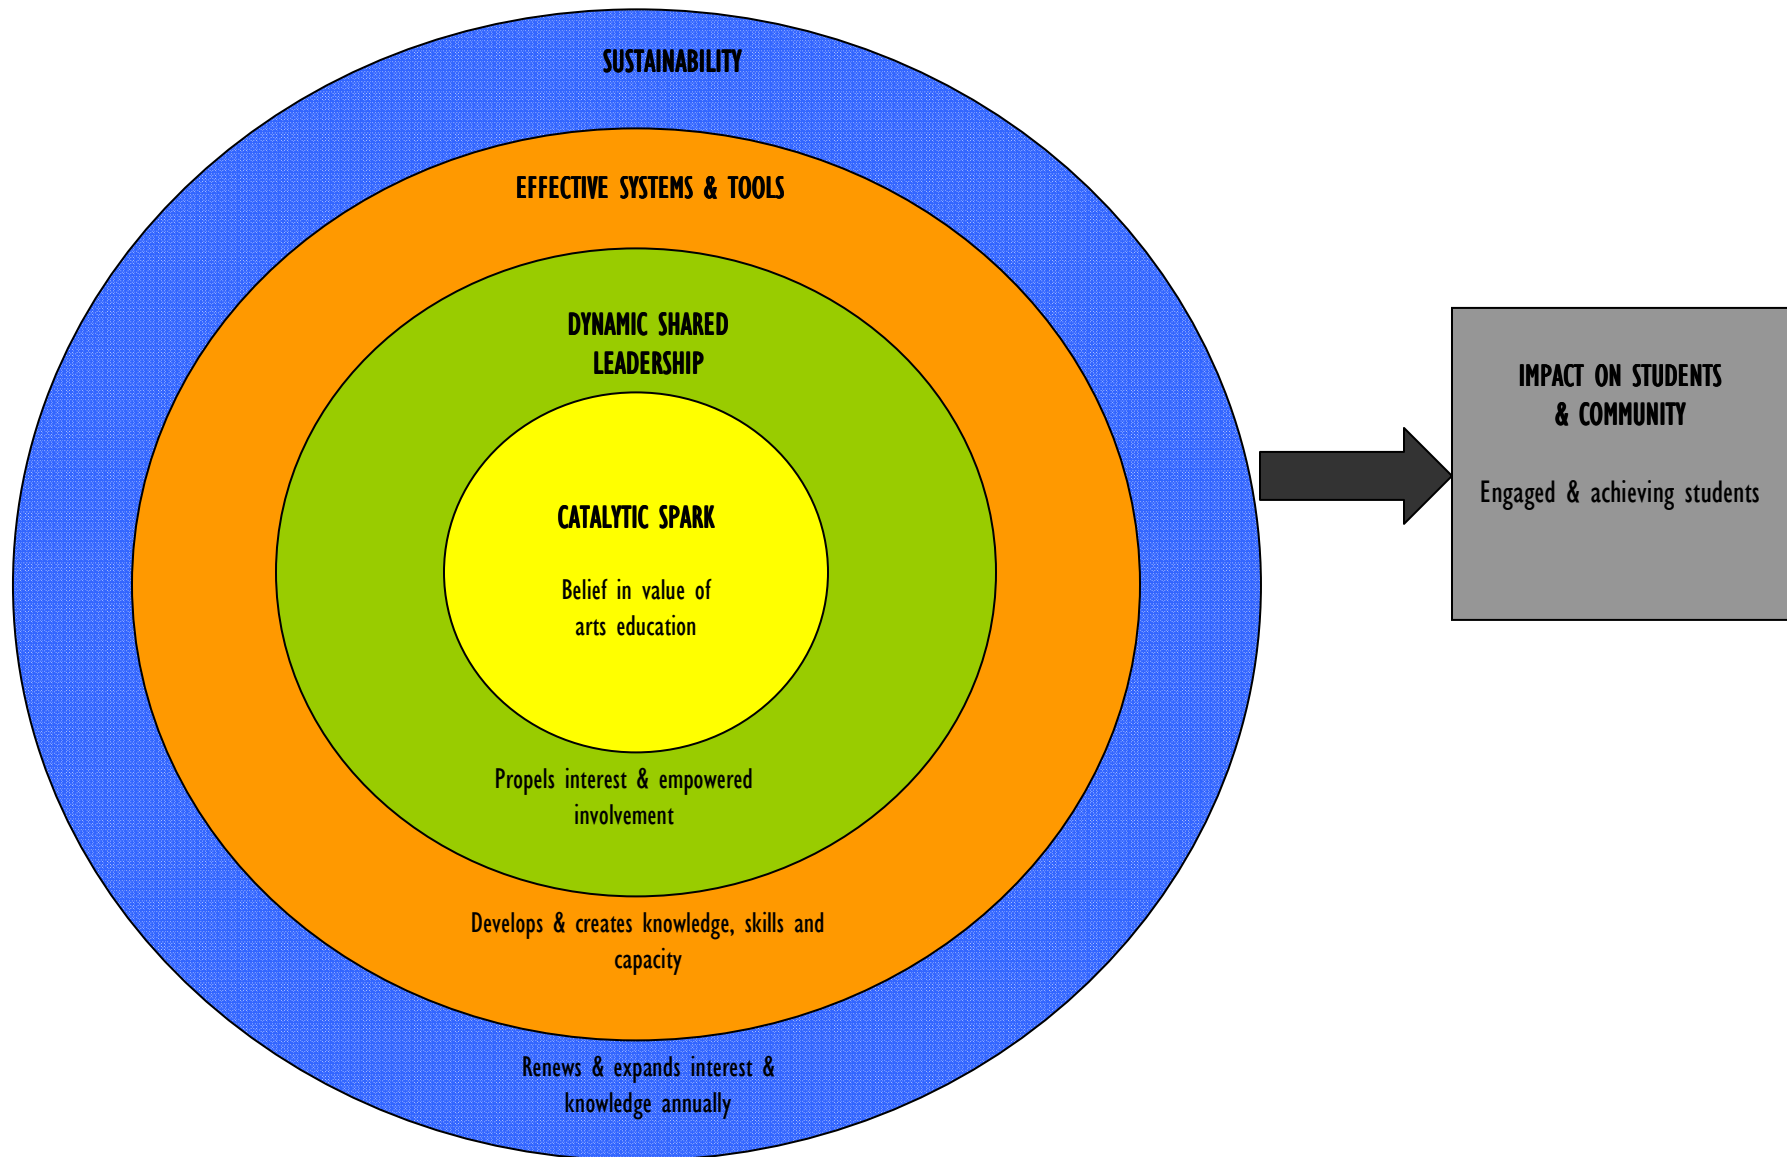 SUSTAINABILITY
EFFECTIVE SYSTEMS & TOOLS
DYNAMIC SHARED
LEADERSHIP
CATALYTIC SPARK
Belief in value of
arts education
Propels interest & empowered
involvement
Develops & creates knowledge, skills and
capacity
Renews & expands interest &
knowledge annually
IMPACT ON STUDENTS
& COMMUNITY
Engaged & achieving students